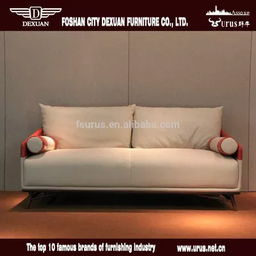 DEXUAN
FOSHAN CITY DEXUAN FURNITURE CO., LTD.
Urus
fsurus.en.alibaba.com
The top 10 famous brands of furnishing industry
www.urus.net.cn